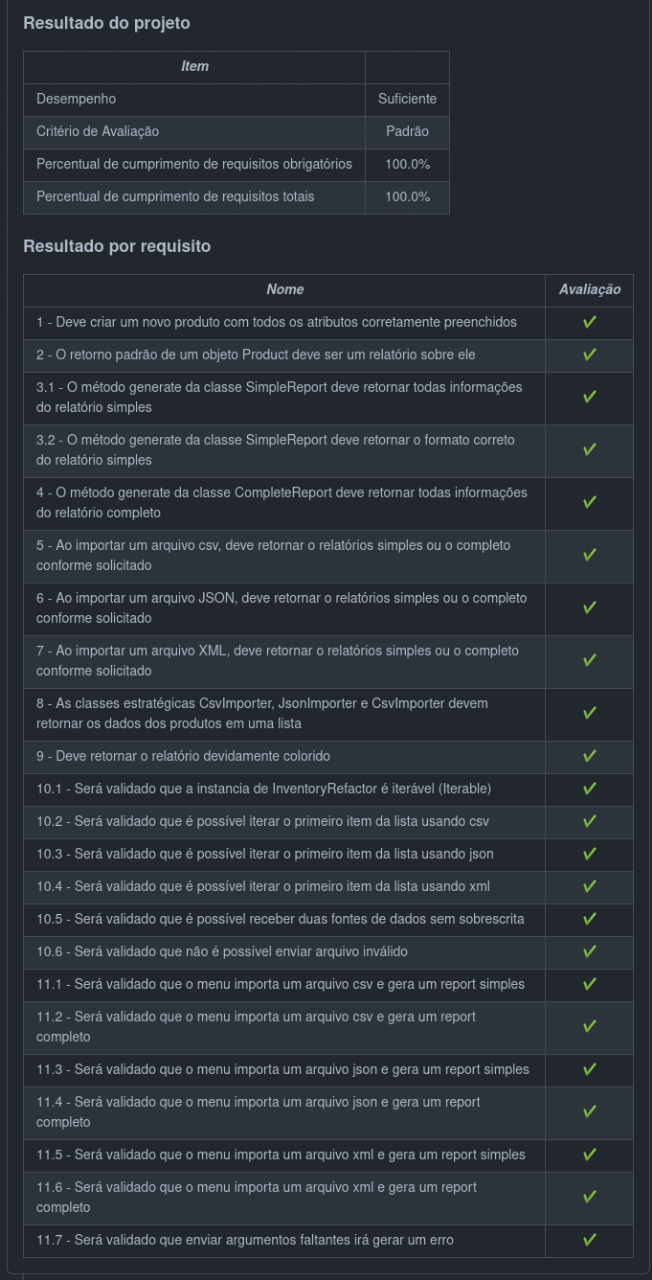 Resultado do projeto
Item
Desempenho Suficiente
Critério de Avaliação Padrão
Percentual de cumprimento de requisitos obrigatórios 100.0%
Percentual de cumprimento de requisitos totais 100.0%
Resultado por requisito
Nome Avaliação
1 - Deve criar um novo produto com todos os atributos corretamente preenchidos ✔
2 - O retorno padrão de um objeto Product deve ser um relatório sobre ele ✔
3.1 - O método generate da classe SimpleReport deve retornar todas informações
do relatório simples ✔
3.2 - O método generate da classe SimpleReport deve retornar o formato correto
do relatório simples ✔
4 - O método generate da classe CompleteReport deve retornar todas informações
do relatório completo ✔
5 - Ao importar um arquivo csv, deve retornar o relatórios simples ou o completo
conforme solicitado ✔
6 - Ao importar um arquivo JSON, deve retornar o relatórios simples ou o completo
conforme solicitado ✔
7 - Ao importar um arquivo XML, deve retornar o relatórios simples ou o completo
conforme solicitado ✔
8 - As classes estratégicas CsvImporter, JsonImporter e CsvImporter devem
retornar os dados dos produtos em uma lista ✔
9 - Deve retornar o relatório devidamente colorido ✔
10.1 - Será validado que a instancia de InventoryRefactor é iterável (Iterable) ✔
10.2 - Será validado que é possível iterar o primeiro item da lista usando csv ✔
10.3 - Será validado que é possível iterar o primeiro item da lista usando json ✔
10.4 - Será validado que é possível iterar o primeiro item da lista usando xml ✔
10.5 - Será validado que é possível receber duas fontes de dados sem sobrescrita ✔
10.6 - Será validado que não é possível enviar arquivo inválido ✔
11.1 - Será validado que o menu importa um arquivo csv e gera um report simples ✔
11.2 - Será validado que o menu importa um arquivo csv e gera um report
completo ✔
11.3 - Será validado que o menu importa um arquivo json e gera um report simples ✔
11.4 - Será validado que o menu importa um arquivo json e gera um report
completo ✔
11.5 - Será validado que o menu importa um arquivo xml e gera um report simples ✔
11.6 - Será validado que o menu importa um arquivo xml e gera um report
completo ✔
11.7 - Será validado que enviar argumentos faltantes irá gerar um erro ✔